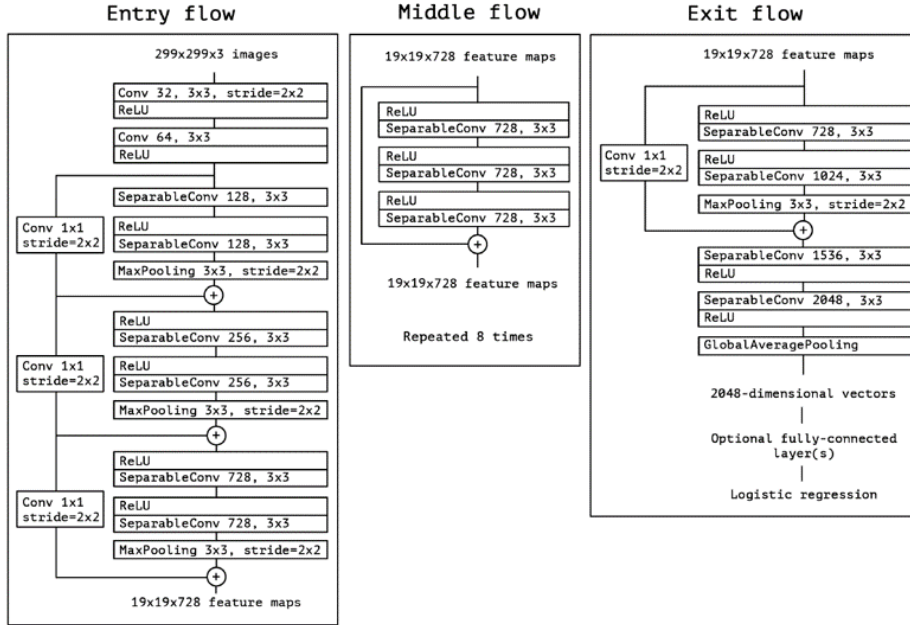 Entry flow
299x299x3 images
Conv 32, 3x3, stride=2x2
ReLU
Conv 64, 3x3
ReLU
SeparableConv 128, 3x3
Conv 1x1
stride=2x2
ReLU
SeparableConv 128, 3x3
MaxPooling 3x3, stride=2x2
+
ReLU
SeparableConv 256, 3x3
Conv 1x1
stride=2x2
ReLU
SeparableConv 256, 3x3
MaxPooling 3x3, stride=2x2
+
ReLU
SeparableConv 728, 3x3
Conv 1x1
stride=2x2
ReLU
SeparableConv 728, 3x3
MaxPooling 3x3, stride=2x2
+
19x19x728 feature maps
Middle flow
19x19x728 feature maps
ReLU
SeparableConv 728, 3x3
ReLU
SeparableConv 728, 3x3
ReLU
SeparableConv 728, 3x3
+
19x19x728 feature maps
Repeated 8 times
Exit flow
19x19x728 feature maps
ReLU
SeparableConv 728, 3x3
Conv 1x1
stride=2x2
ReLU
SeparableConv 1024, 3x3
MaxPooling 3x3, stride=2x2
+
SeparableConv 1536, 3x3
ReLU
SeparableConv 2048, 3x3
ReLU
GlobalAveragePooling
2048-dimensional vectors
Optional fully-connected
layer(s)
Logistic regression